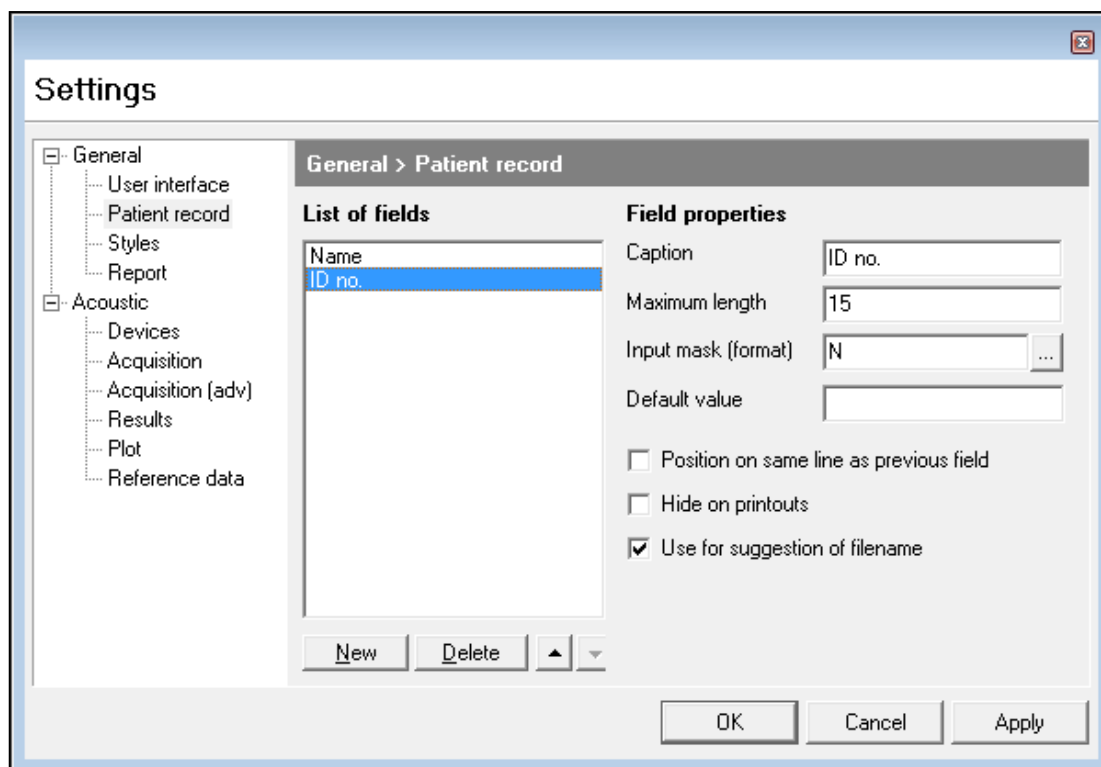 Settings
General
User interface
Patient record
Styles
Report
Acoustic
Devices
Acquisition
Acquisition (adv)
Results
Plot
Reference data
General > Patient record
List of fields
Name
ID no.
New
Delete
Field properties
Caption
ID no.
Maximum length
15
Input mask (format)
N
...
Default value
Position on same line as previous field
Hide on printouts
Use for suggestion of filename
OK
Cancel
Apply